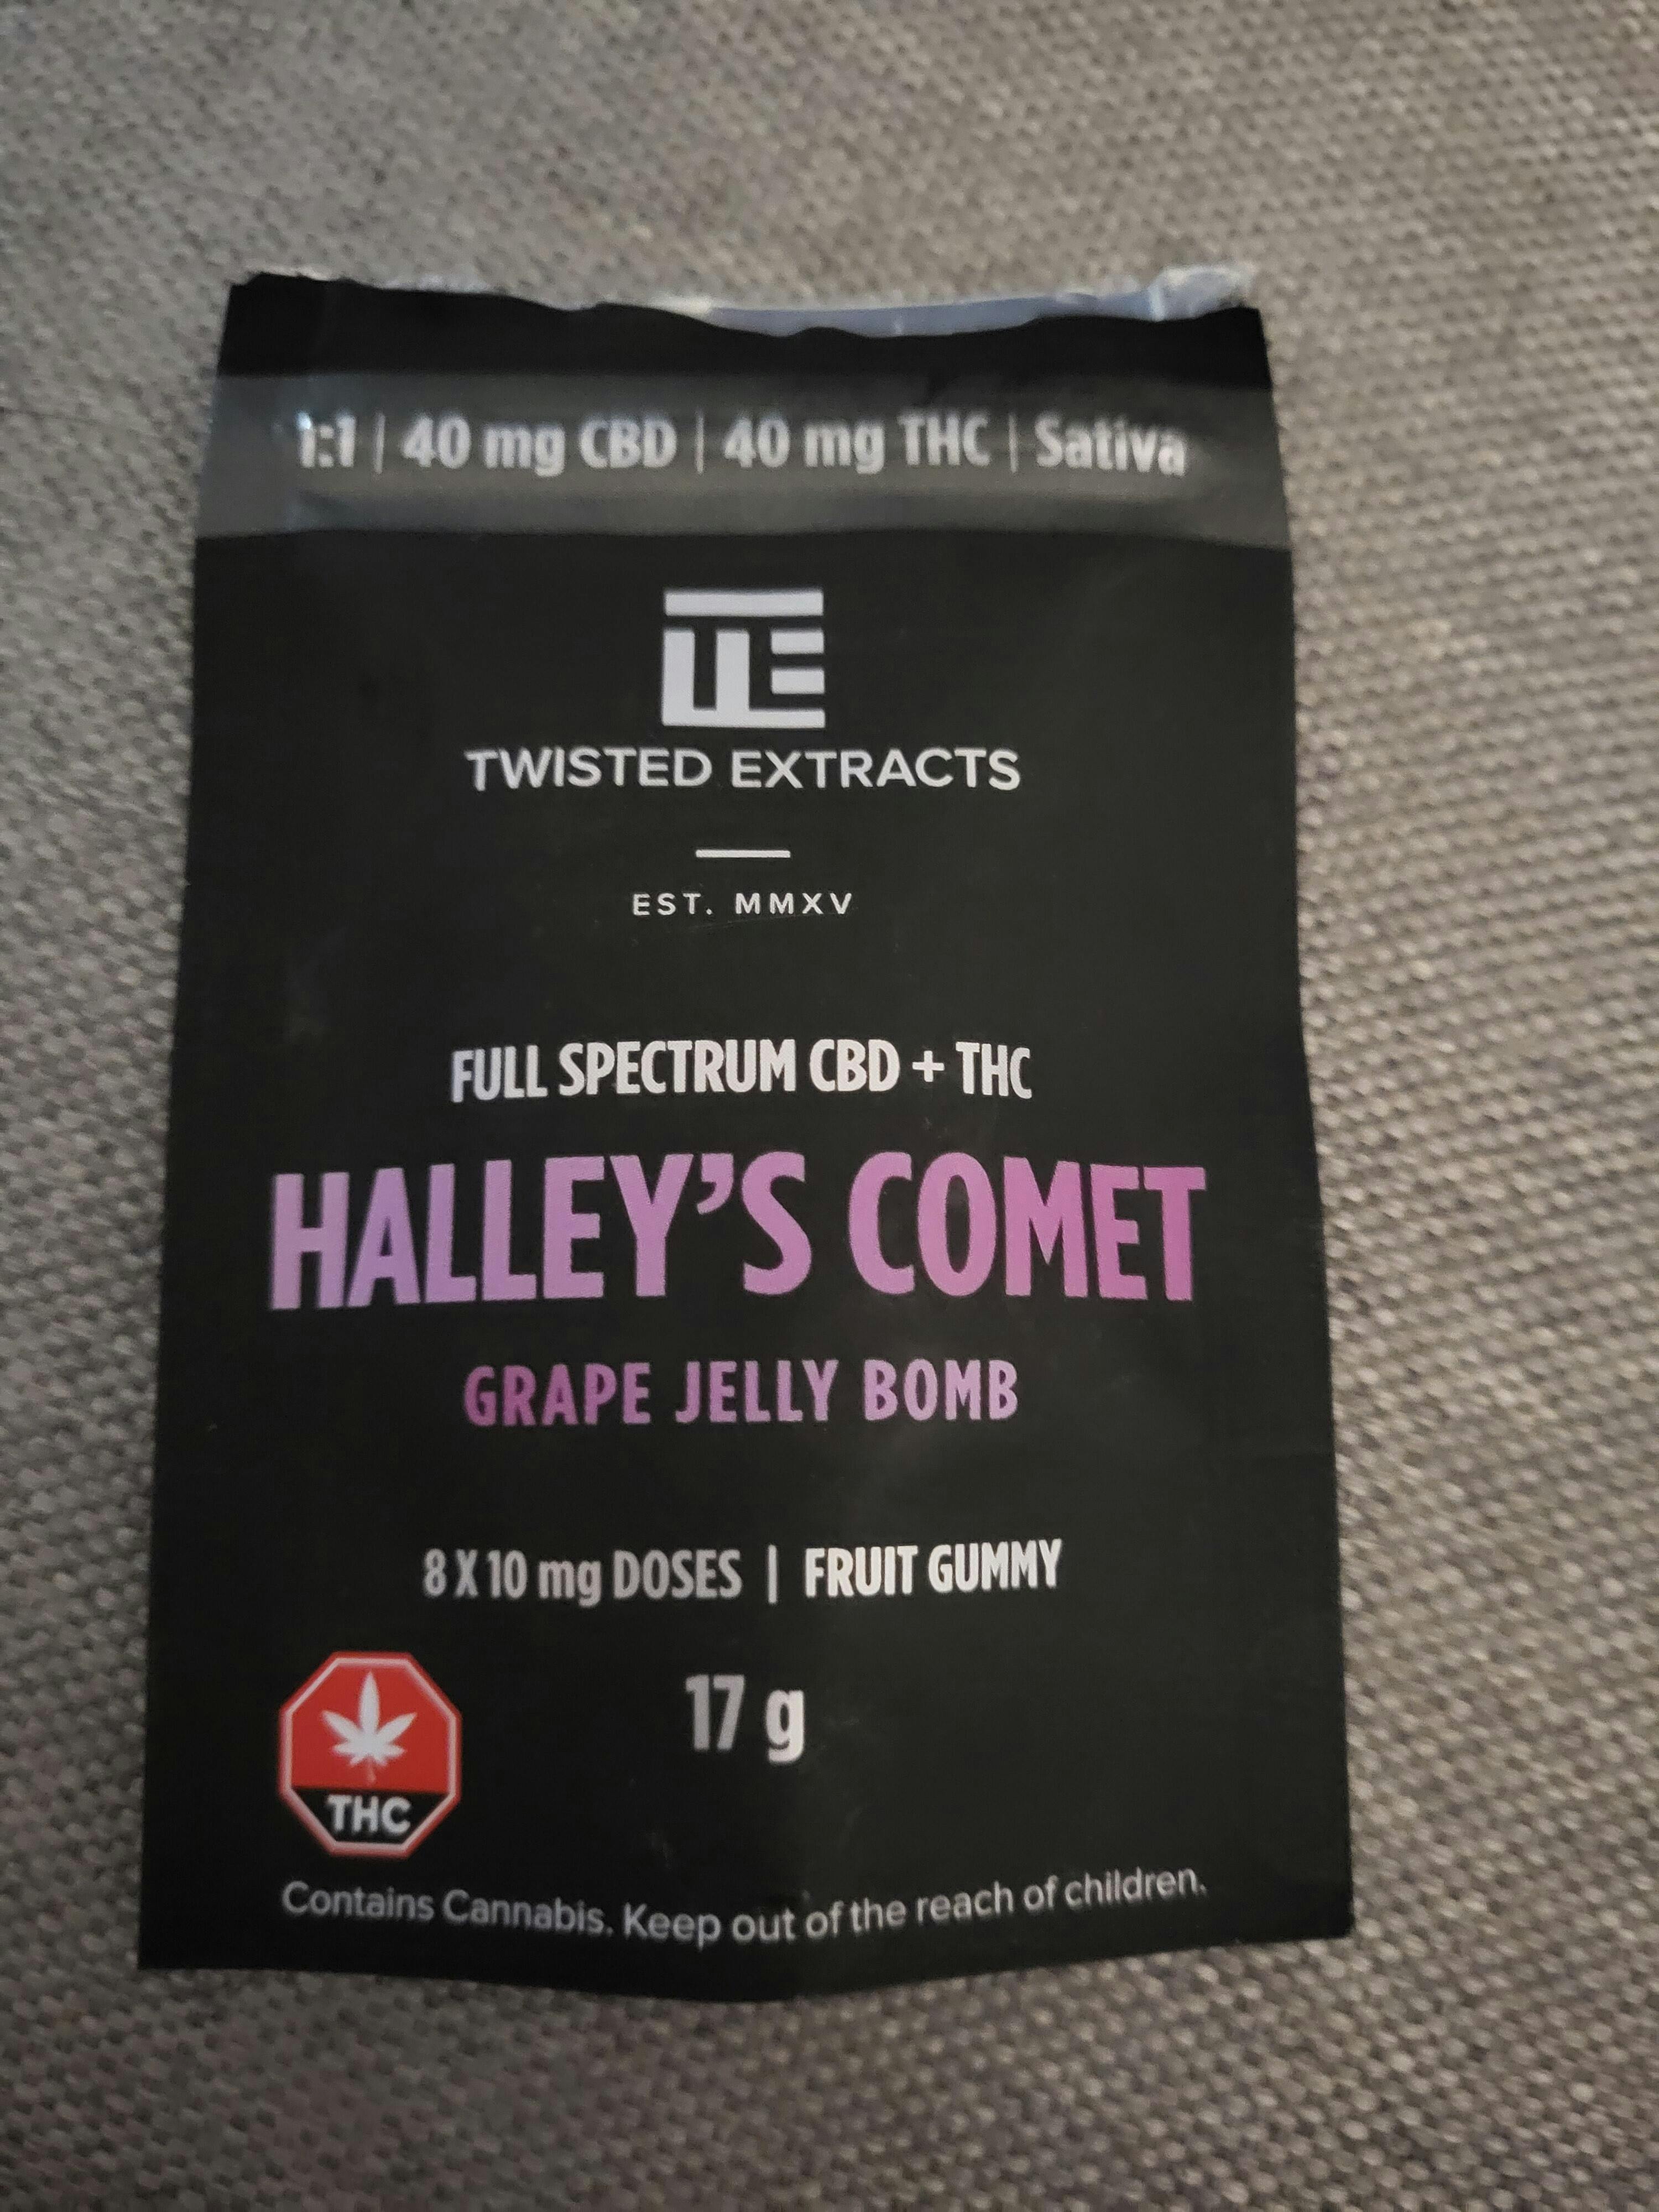 1:1 | 40 mg CBD | 40 mg THC | Sativa
TE
TWISTED EXTRACTS
EST. MMXV
FULL SPECTRUM CBD + THC
HALLEY'S COMET
GRAPE JELLY BOMB
8 X 10 mg DOSES | FRUIT GUMMY
17 g
THC
Contains Cannabis. Keep out of the reach of children.